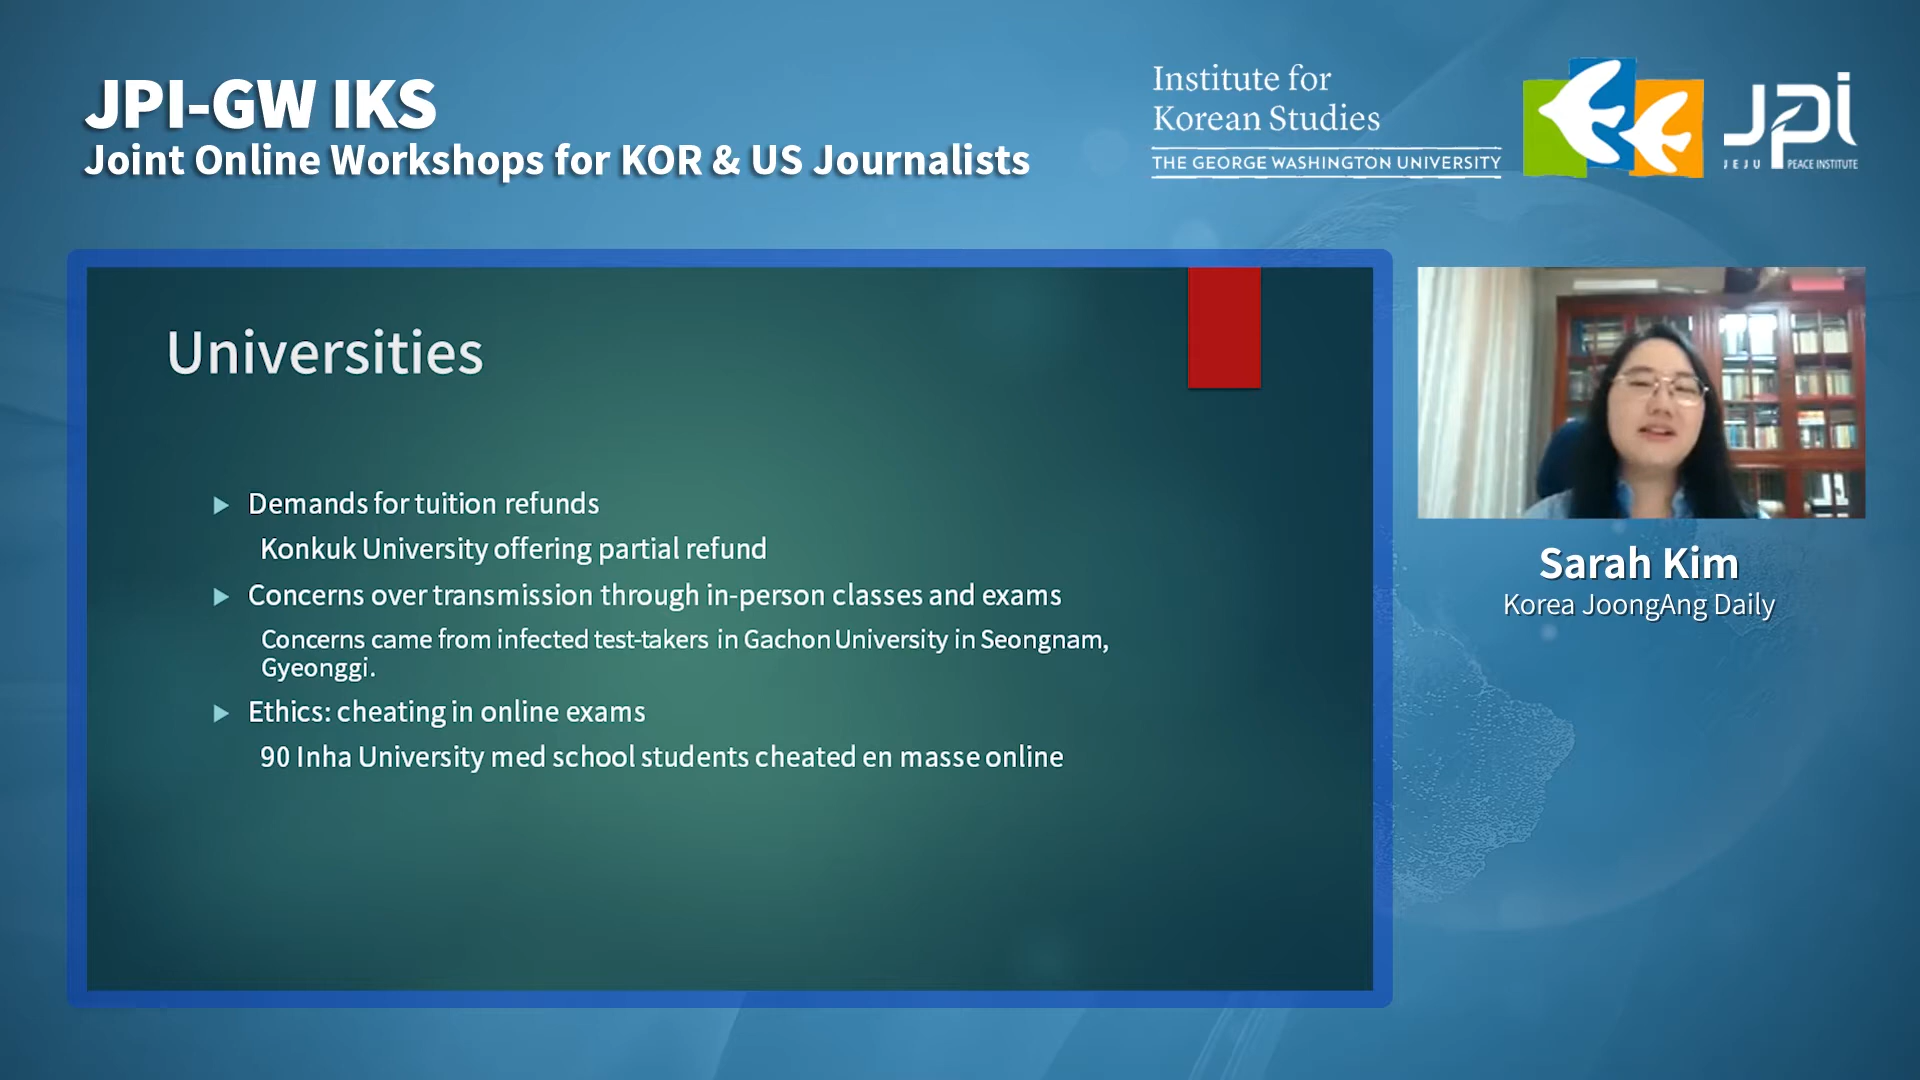 JPI-GW IKS
Joint Online Workshops for KOR & US Journalists
Institute for
Korean Studies
THE GEORGE WASHINGTON UNIVERSITY
JPI
JEJU PEACE INSTITUTE
Universities
Demands for tuition refunds
Konkuk University offering partial refund
Concerns over transmission through in-person classes and exams
Concerns came from infected test-takers in Gachon University in Seongnam,
Gyeonggi.
Ethics: cheating in online exams
90 Inha University med school students cheated en masse online
Sarah Kim
Korea JoongAng Daily